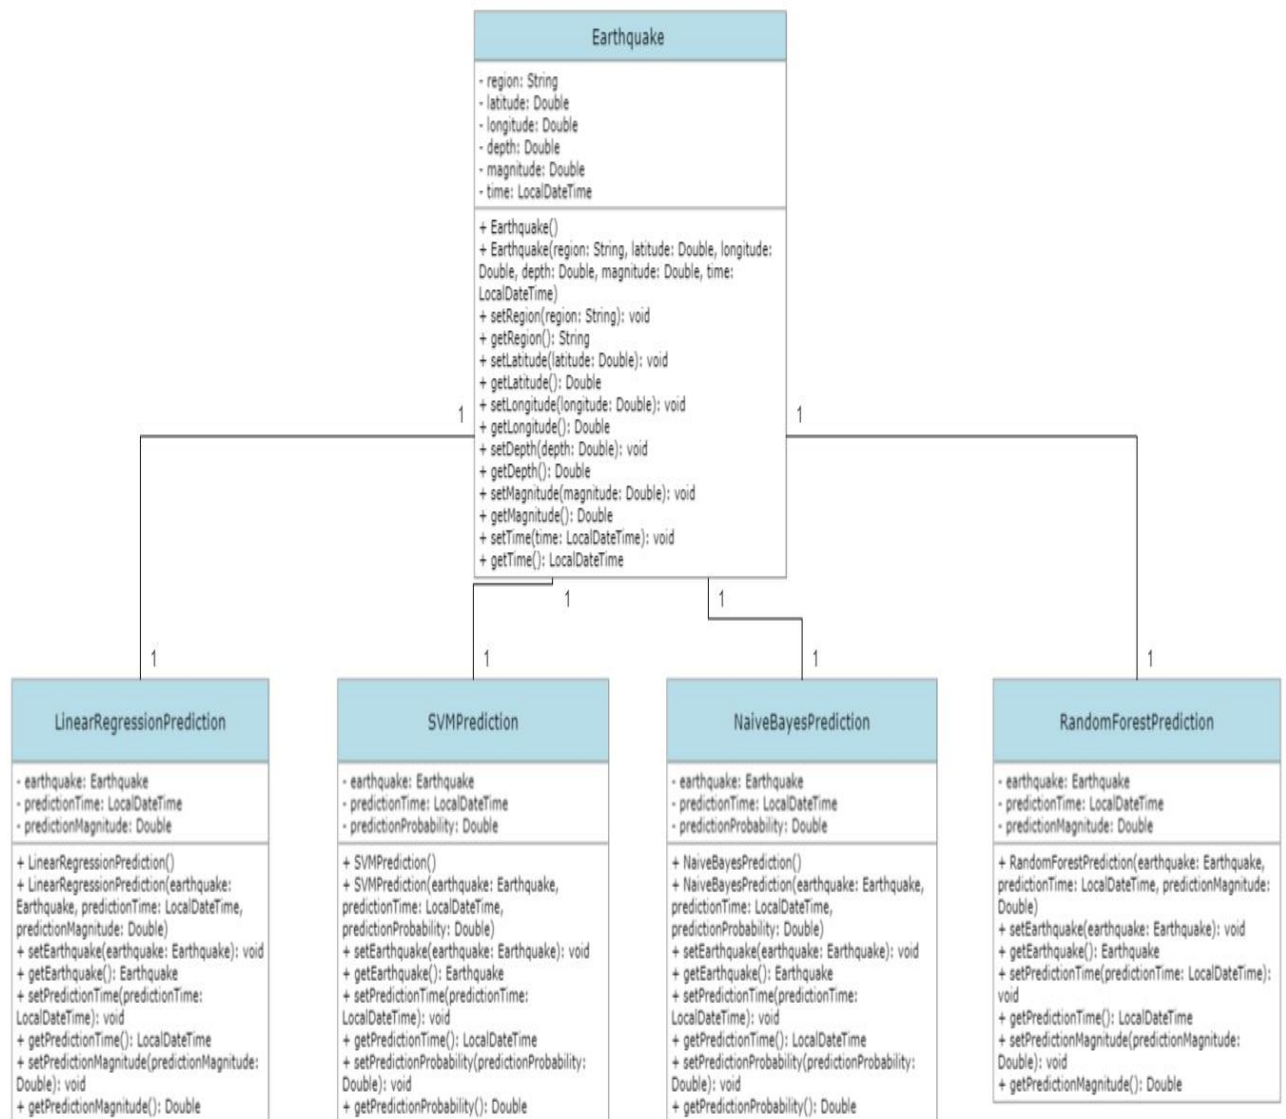 Earthquake
- region: String
- latitude: Double
- longitude: Double
- depth: Double
- magnitude: Double
- time: LocalDateTime
+ Earthquake()
+ Earthquake(region: String, latitude: Double, longitude:
Double, depth: Double, magnitude: Double, time:
LocalDateTime)
+ setRegion(region: String): void
+ getRegion(): String
+ setLatitude(latitude: Double): void
+ getLatitude(): Double
+ setLongitude(longitude: Double): void
+ getLongitude(): Double
+ setDepth(depth: Double): void
+ getDepth(): Double
+ setMagnitude(magnitude: Double): void
+ getMagnitude(): Double
+ setTime(time: LocalDateTime): void
+ getTime(): LocalDateTime
1
1
1
1
1
1
1
1
LinearRegressionPrediction
- earthquake: Earthquake
- predictionTime: LocalDateTime
- predictionMagnitude: Double
+ LinearRegressionPrediction()
+ LinearRegressionPrediction(earthquake:
Earthquake, predictionTime: LocalDateTime,
predictionMagnitude: Double)
+ setEarthquake(earthquake: Earthquake): void
+ getEarthquake(): Earthquake
+ setPredictionTime(predictionTime:
LocalDateTime): void
+ getPredictionTime(): LocalDateTime
+ setPredictionMagnitude(predictionMagnitude:
Double): void
+ getPredictionMagnitude(): Double
SVMPrediction
- earthquake: Earthquake
- predictionTime: LocalDateTime
- predictionProbability: Double
+ SVMPrediction()
+ SVMPrediction(earthquake: Earthquake,
predictionTime: LocalDateTime,
predictionProbability: Double)
+ setEarthquake(earthquake: Earthquake): void
+ getEarthquake(): Earthquake
+ setPredictionTime(predictionTime:
LocalDateTime): void
+ getPredictionTime(): LocalDateTime
+ setPredictionProbability(predictionProbability:
Double): void
+ getPredictionProbability(): Double
NaiveBayesPrediction
- earthquake: Earthquake
- predictionTime: LocalDateTime
- predictionProbability: Double
+ NaiveBayesPrediction()
+ NaiveBayesPrediction(earthquake: Earthquake,
predictionTime: LocalDateTime,
predictionProbability: Double)
+ setEarthquake(earthquake: Earthquake): void
+ getEarthquake(): Earthquake
+ setPredictionTime(predictionTime:
LocalDateTime): void
+ getPredictionTime(): LocalDateTime
+ setPredictionProbability(predictionProbability:
Double): void
+ getPredictionProbability(): Double
RandomForestPrediction
- earthquake: Earthquake
- predictionTime: LocalDateTime
- predictionMagnitude: Double
+ RandomForestPrediction(earthquake: Earthquake,
predictionTime: LocalDateTime, predictionMagnitude:
Double)
+ setEarthquake(earthquake: Earthquake): void
+ getEarthquake(): Earthquake
+ setPredictionTime(predictionTime: LocalDateTime):
void
+ getPredictionTime(): LocalDateTime
+ setPredictionMagnitude(predictionMagnitude:
Double): void
+ getPredictionMagnitude(): Double